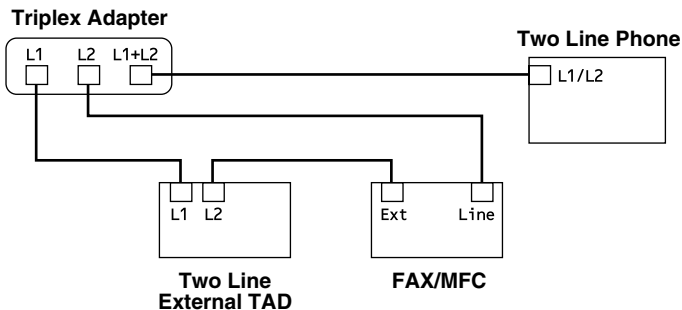 Triplex Adapter
L1 L2 L1+L2
Two Line Phone
L1/L2
L1 L2
Ext Line
Two Line
External TAD
FAX/MFC